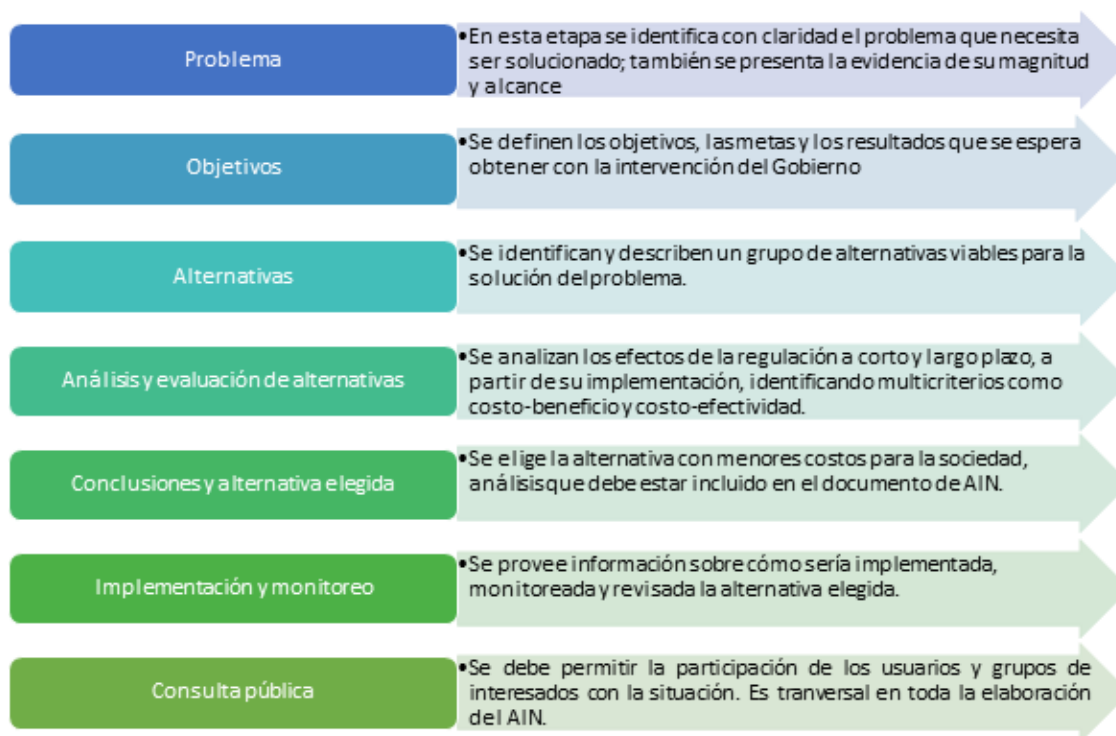 Problema
•En esta etapa se identifica con claridad el problema que necesita
ser solucionado; también se presenta la evidencia de su magnitud
y alcance
Objetivos
•Se definen los objetivos, las metas y los resultados que se espera
obtener con la intervención del Gobierno
Alternativas
•Se identifican y describen un grupo de alternativas viables para la
solución del problema.
Análisis y evaluación de alternativas
•Se analizan los efectos de la regulación a corto y largo plazo, a
partir de su implementación, identificando multicriterios como
costo-beneficio y costo-efectividad.
Conclusiones y alternativa elegida
•Se elige la alternativa con menores costos para la sociedad,
análisis que debe estar incluido en el documento de AIN.
Implementación y monitoreo
•Se provee información sobre cómo sería implementada,
monitoreada y revisada la alternativa elegida.
Consulta pública
•Se debe permitir la participación de los usuarios y grupos de
interesados con la situación. Es tranversal en toda la elaboración
del AIN.